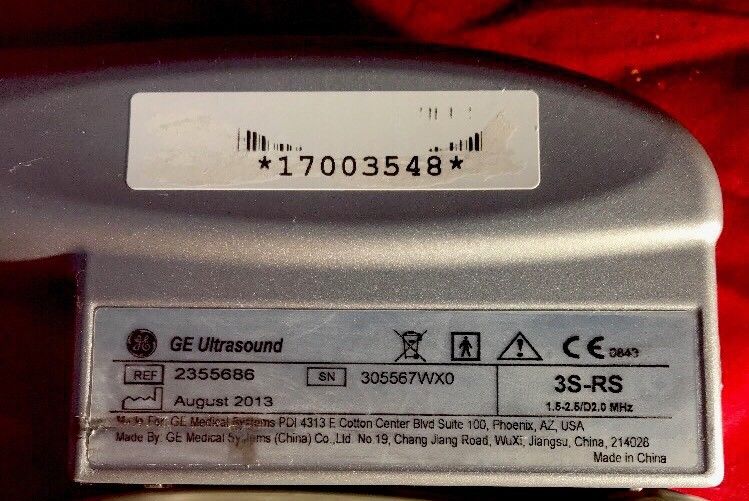 *17003548*
GE Ultrasound
0843
REF 2355686 SN 305567WX0
3S-RS
August 2013
1.5-2.5/D2.0 MHz
Made For: GE Medical Systems PDI 4313 E Cotton Center Blvd Suite 100, Phoenix, AZ, USA
Made By: GE Medical Systems (China) Co.,Ltd. No 19, Chang Jiang Road, WuXi, Jiangsu, China, 214028
Made in China